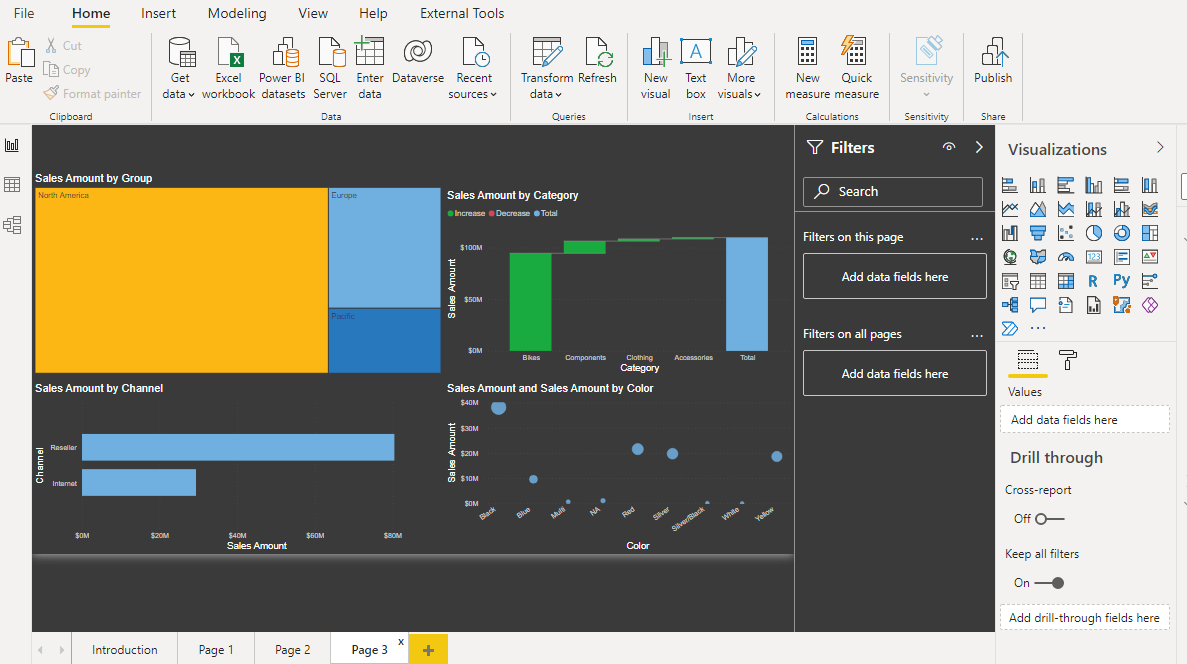 File Home Insert Modeling View Help External Tools
Paste
Cut
Copy
Format painter
Get data
Excel workbook
Power BI datasets
SQL Server
Enter data
Dataverse
Recent sources
Transform data
Refresh
New visual
Text box
More visuals
New measure
Quick measure
Sensitivity
Publish
Clipboard Data Queries Insert Calculations Sensitivity Share
Sales Amount by Group
North America
Europe
Pacific
Sales Amount by Category
Increase Decrease Total
Sales Amount
$100M
$50M
$0M
Bikes Components Clothing Accessories Total
Category
Sales Amount by Channel
Channel
Reseller
Internet
$0M $20M $40M $60M $80M
Sales Amount
Sales Amount and Sales Amount by Color
Sales Amount
$40M
$30M
$20M
$10M
$0M
Black Blue Multi NA Red Silver Silver/Black White Yellow
Color
Filters
Search
Filters on this page ...
Add data fields here
Filters on all pages ...
Add data fields here
Visualizations
123
R Py
...
Values
Add data fields here
Drill through
Cross-report
Off
Keep all filters
On
Add drill-through fields here
Introduction Page 1 Page 2 Page 3 x +